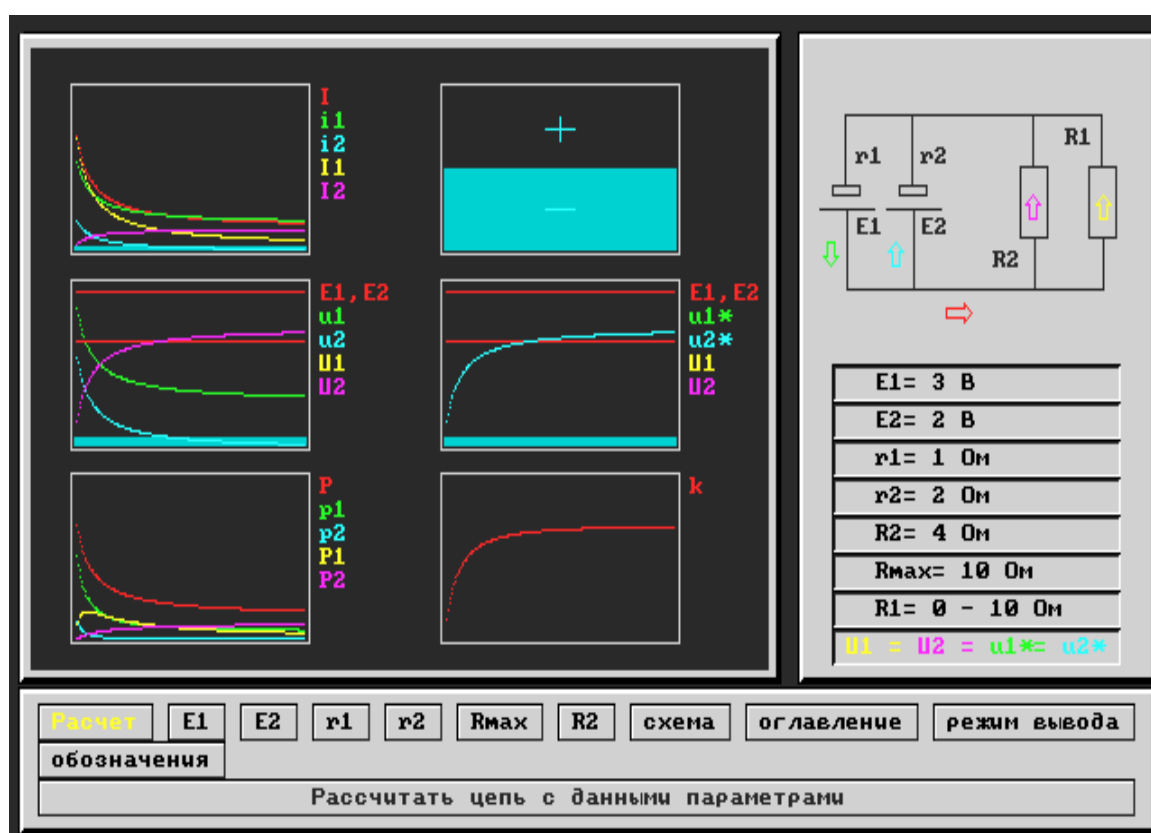 I
i1
i2
I1
I2
+
—
E1,E2
u1
u2
U1
U2
E1,E2
u1*
u2*
U1
U2
P
p1
p2
P1
P2
k
r1
r2
R1
E1
E2
R2
E1= 3 В
E2= 2 В
r1= 1 Ом
r2= 2 Ом
R2= 4 Ом
Rмах= 10 Ом
R1= 0 - 10 Ом
U1 = U2 = u1*= u2*
Расчет E1 E2 r1 r2 Rмах R2 схема оглавление режим вывода
обозначения
Рассчитать цепь с данными параметрами